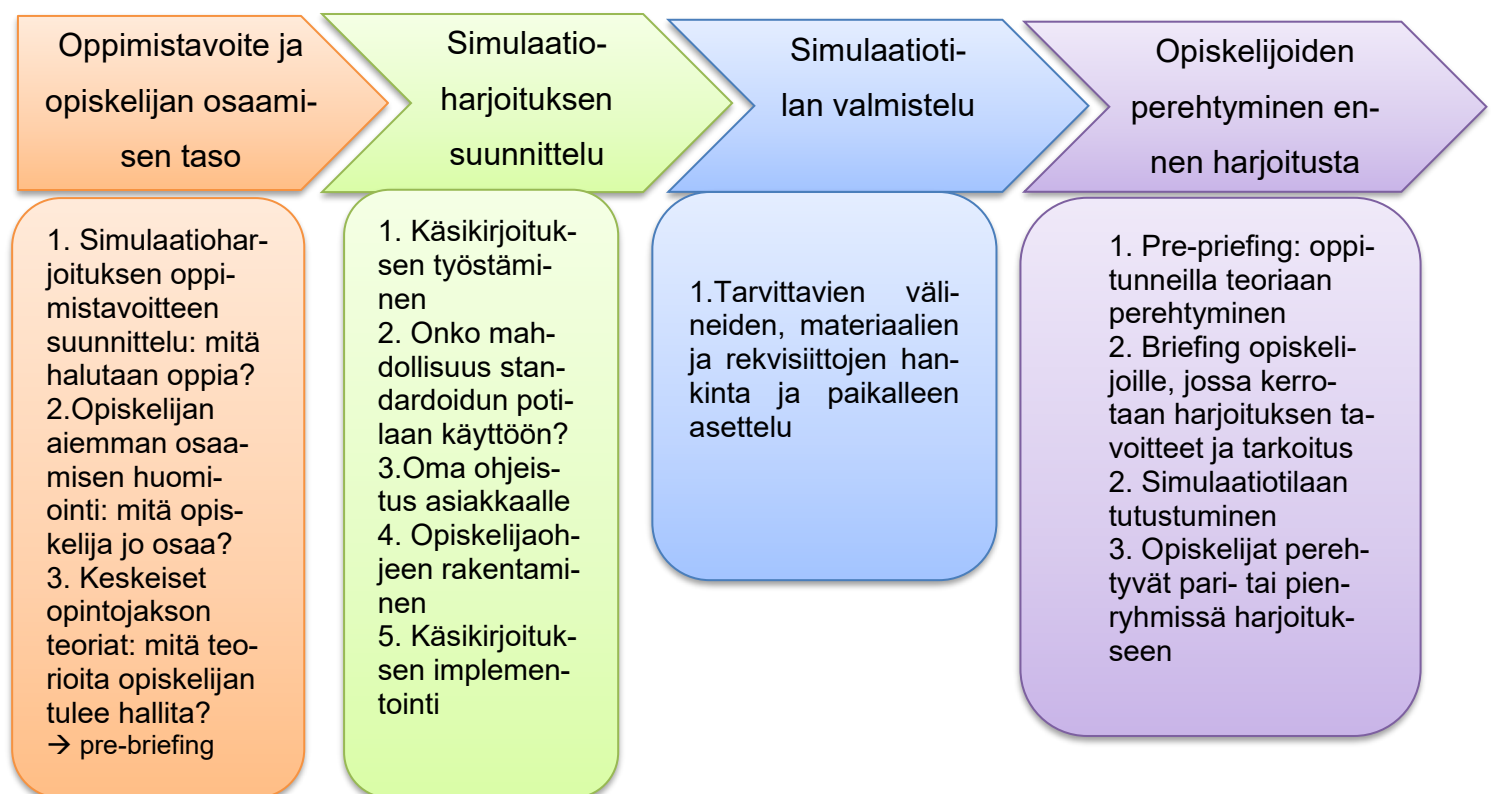 Oppimistavoite ja
opiskelijan osaami-
sen taso
Simulaatio-
harjoituksen
suunnittelu
Simulaatioti-
lan valmistelu
Opiskelijoiden
perehtyminen en-
nen harjoitusta
1. Simulaatiohar-
joituksen oppi-
mistavoitteen
suunnittelu: mitä
halutaan oppia?
2.Opiskelijan
aiemman osaa-
misen huomi-
ointi: mitä opis-
kelija jo osaa?
3. Keskeiset
opintojakson
teoriat: mitä teo-
rioita opiskelijan
tulee hallita?
→ pre-briefing
1. Käsikirjoituk-
sen työstämi-
nen
2. Onko mah-
dollisuus stan-
dardoidun poti-
laan käyttöön?
3.Oma ohjeis-
tus asiakkaalle
4. Opiskelijaoh-
jeen rakentami-
nen
5. Käsikirjoituk-
sen implemen-
tointi
1.Tarvittavien väli-
neiden, materiaalien
ja rekvisiittojen han-
kinta ja paikalleen
asettelu
1. Pre-priefing: oppi-
tunneilla teoriaan
perehtyminen
2. Briefing opiskeli-
joille, jossa kerro-
taan harjoituksen ta-
voitteet ja tarkoitus
2. Simulaatiotilaan
tutustuminen
3. Opiskelijat pereh-
tyvät pari- tai pien-
ryhmissä harjoituk-
seen